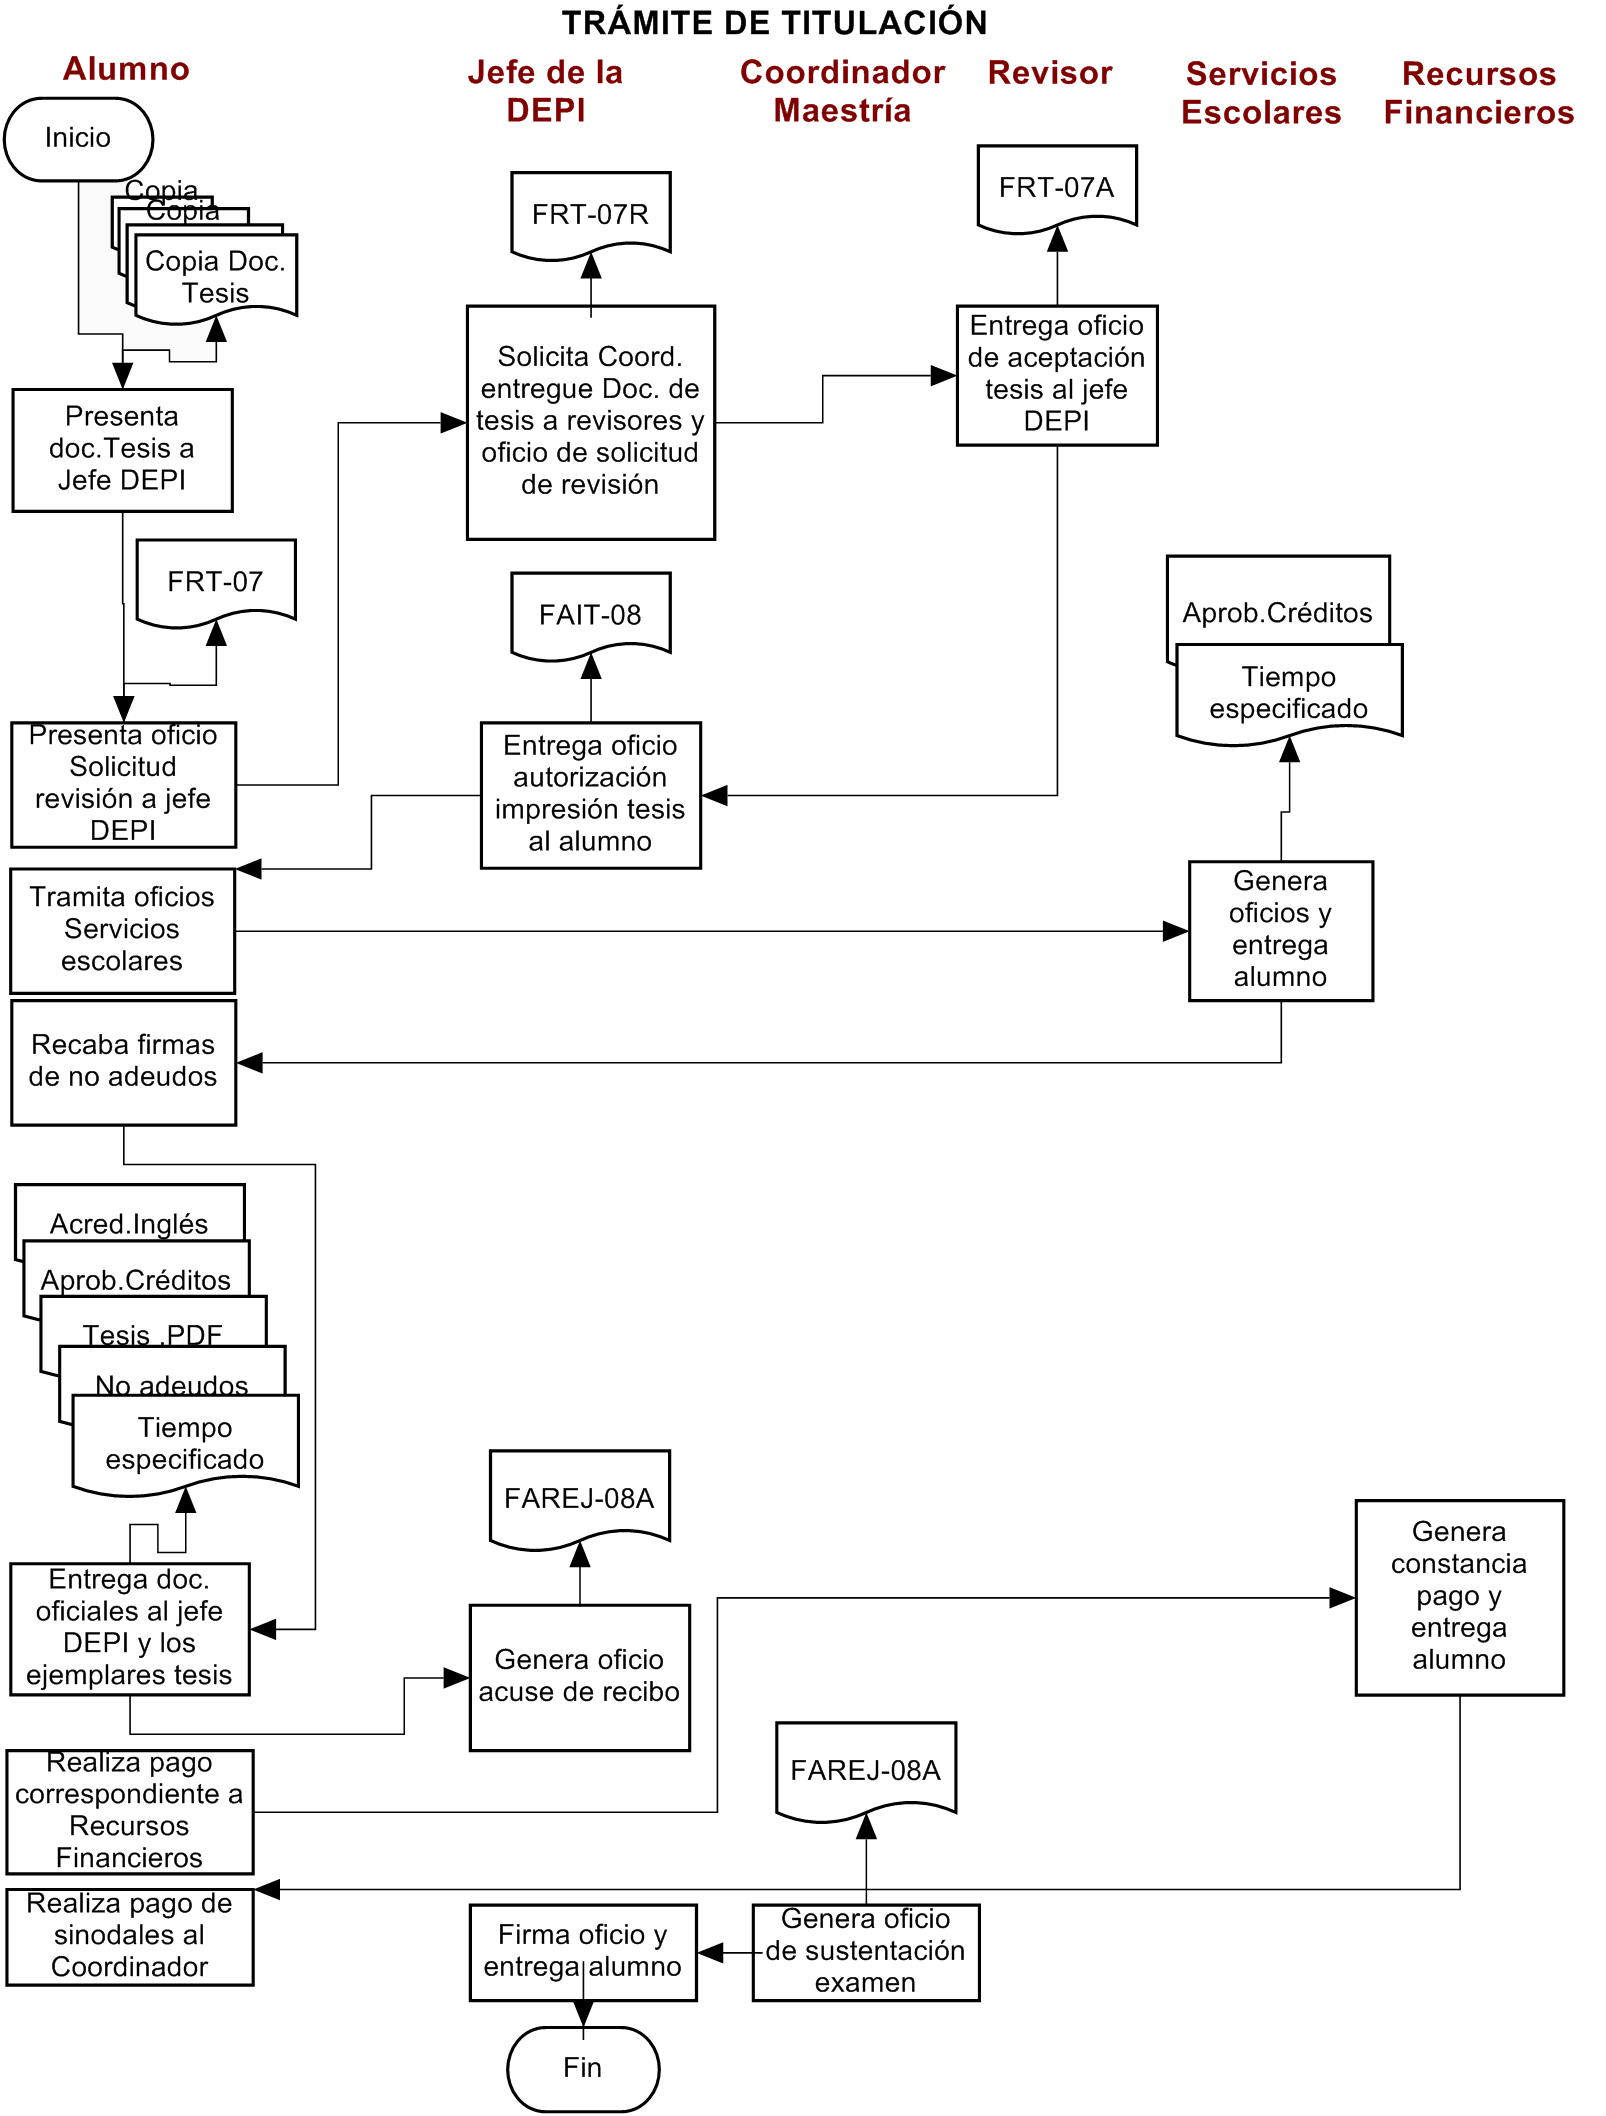 TRÁMITE DE TITULACIÓN
Alumno
Jefe de la
DEPI
Coordinador
Maestría
Revisor
Servicios
Escolares
Recursos
Financieros
Inicio
Copia
Copia
Copia Doc.
Tesis
FRT-07R
FRT-07A
Presenta
doc.Tesis a
Jefe DEPI
Solicita Coord.
entregue Doc. de
tesis a revisores y
oficio de solicitud
de revisión
Entrega oficio
de aceptación
tesis al jefe
DEPI
FRT-07
FAIT-08
Aprob.Créditos
Tiempo
especificado
Presenta oficio
Solicitud
revisión a jefe
DEPI
Entrega oficio
autorización
impresión tesis
al alumno
Tramita oficios
Servicios
escolares
Genera
oficios y
entrega
alumno
Recaba firmas
de no adeudos
Acred.Inglés
Aprob.Créditos
Tesis .PDF
No adeudos
Tiempo
especificado
FAREJ-08A
Entrega doc.
oficiales al jefe
DEPI y los
ejemplares tesis
Genera oficio
acuse de recibo
Genera
constancia
pago y
entrega
alumno
Realiza pago
correspondiente a
Recursos
Financieros
FAREJ-08A
Realiza pago de
sinodales al
Coordinador
Firma oficio y
entrega alumno
Genera oficio
de sustentación
examen
Fin